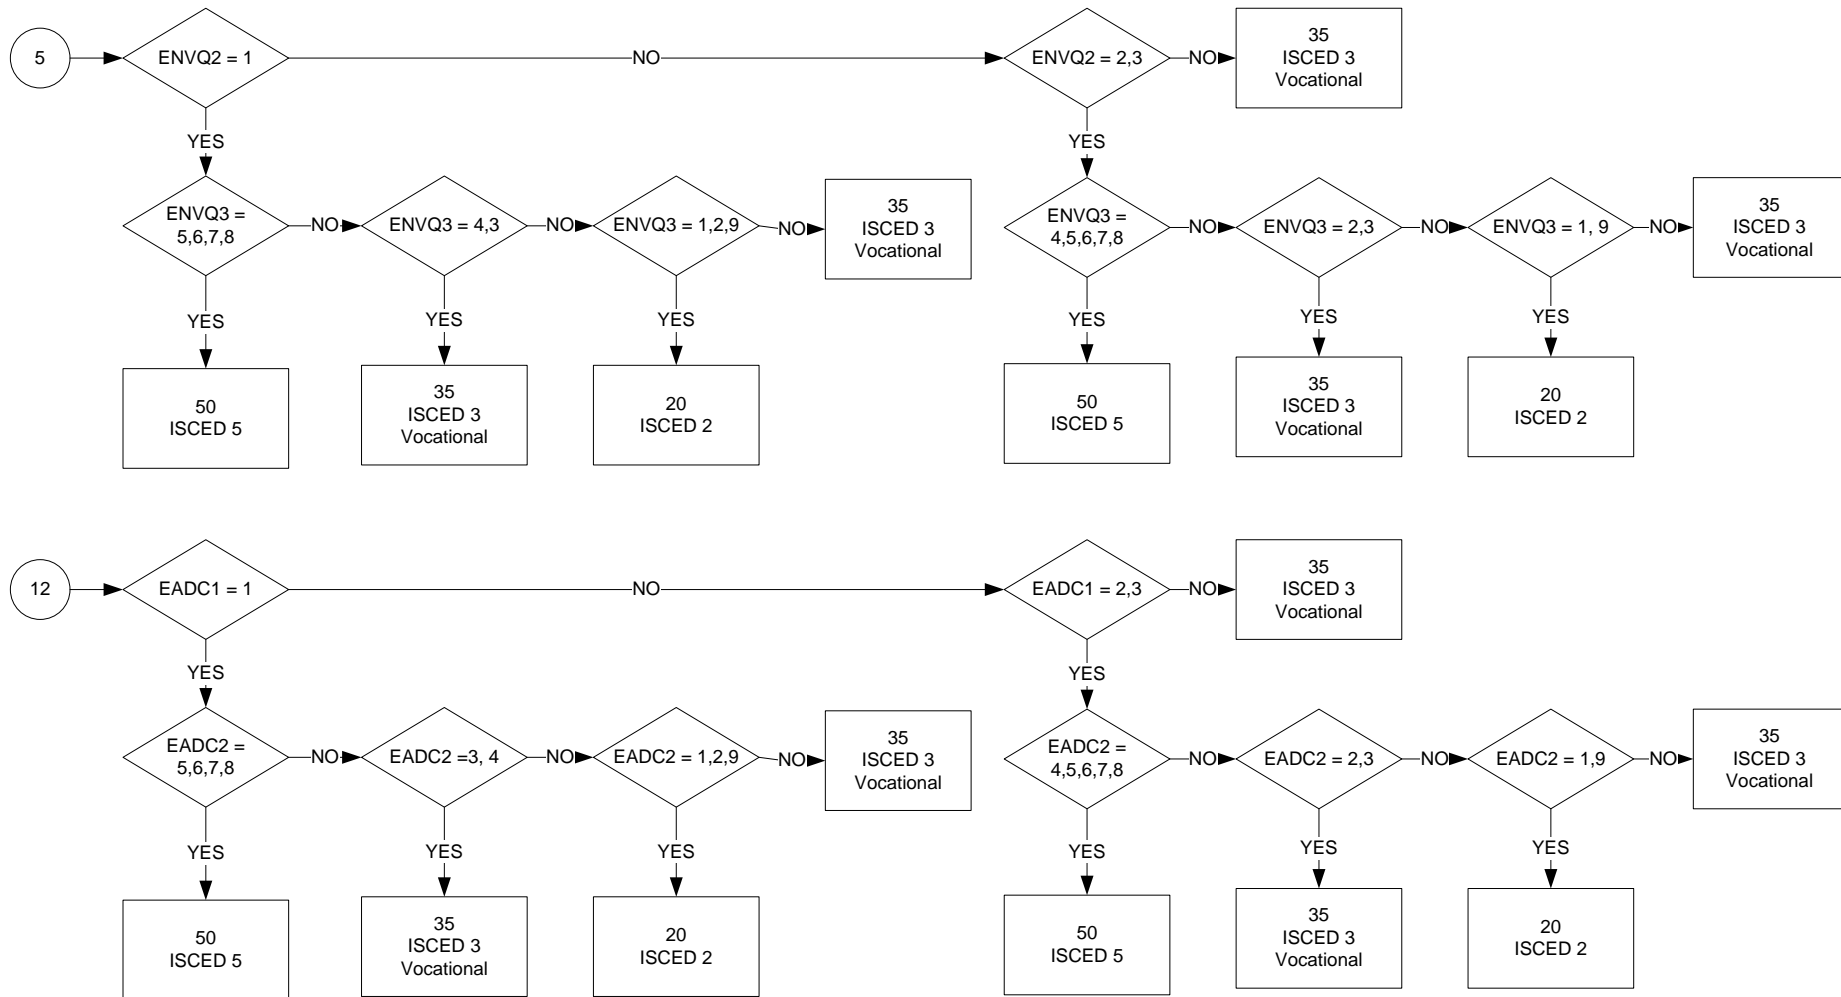 5
ENVQ2 = 1
NO
ENVQ2 = 2,3
NO
35
ISCED 3
Vocational
YES
YES
ENVQ3 =
5,6,7,8
NO
ENVQ3 = 4,3
NO
ENVQ3 = 1,2,9
NO
35
ISCED 3
Vocational
ENVQ3 =
4,5,6,7,8
NO
ENVQ3 = 2,3
NO
ENVQ3 = 1, 9
NO
35
ISCED 3
Vocational
YES
YES
YES
YES
YES
YES
50
ISCED 5
35
ISCED 3
Vocational
20
ISCED 2
50
ISCED 5
35
ISCED 3
Vocational
20
ISCED 2
12
EADC1 = 1
NO
EADC1 = 2,3
NO
35
ISCED 3
Vocational
YES
YES
EADC2 =
5,6,7,8
NO
EADC2 =3, 4
NO
EADC2 = 1,2,9
NO
35
ISCED 3
Vocational
EADC2 =
4,5,6,7,8
NO
EADC2 = 2,3
NO
EADC2 = 1,9
NO
35
ISCED 3
Vocational
YES
YES
YES
YES
YES
YES
50
ISCED 5
35
ISCED 3
Vocational
20
ISCED 2
50
ISCED 5
35
ISCED 3
Vocational
20
ISCED 2